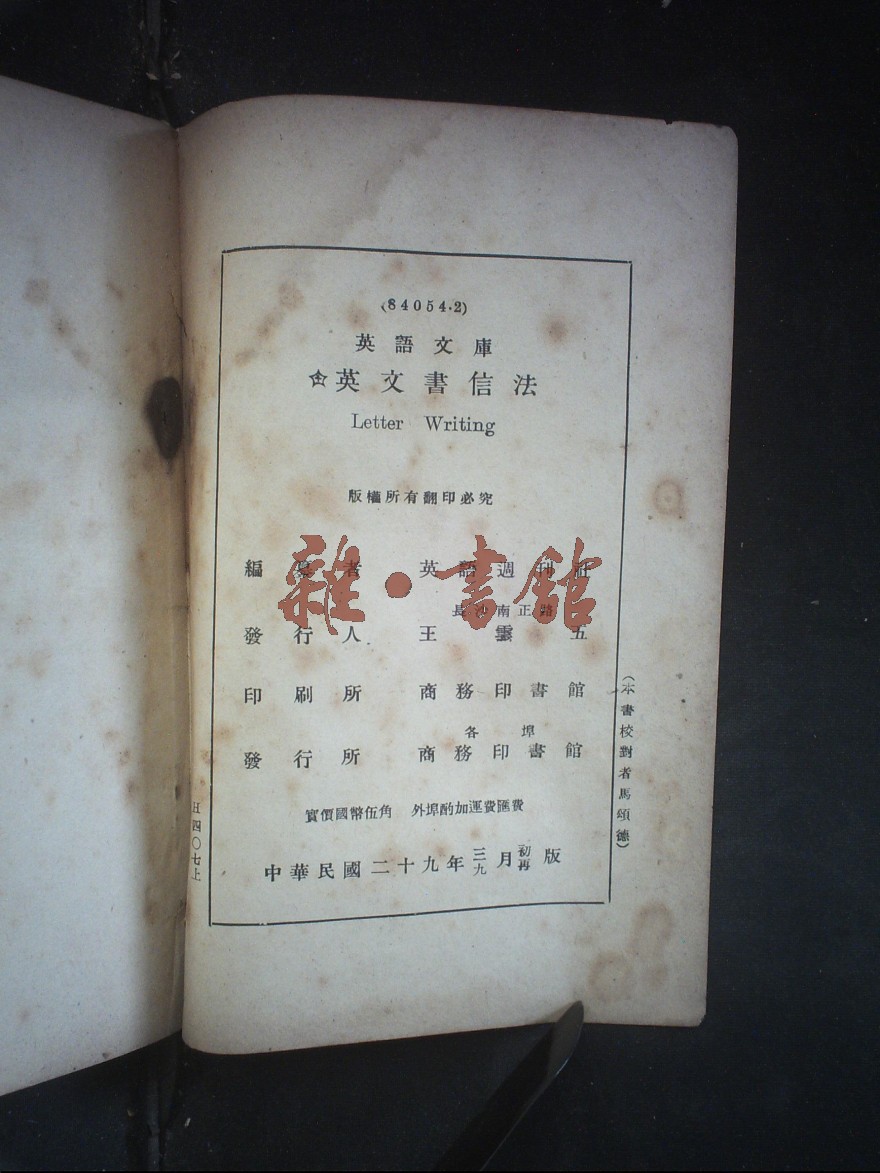 (84054·2)
英語文庫
英文書信法
Letter Writing
版權所有翻印必究
編纂者 英語週刊社
長沙南正路
發行人 王雲五
印刷所 商務印書館
各埠
發行所 商務印書館
實價國幣伍角 外埠酌加運費匯費
中華民國二十九年三九月初再版
(本書校對者馬頌德)
四〇七上
雜·書館